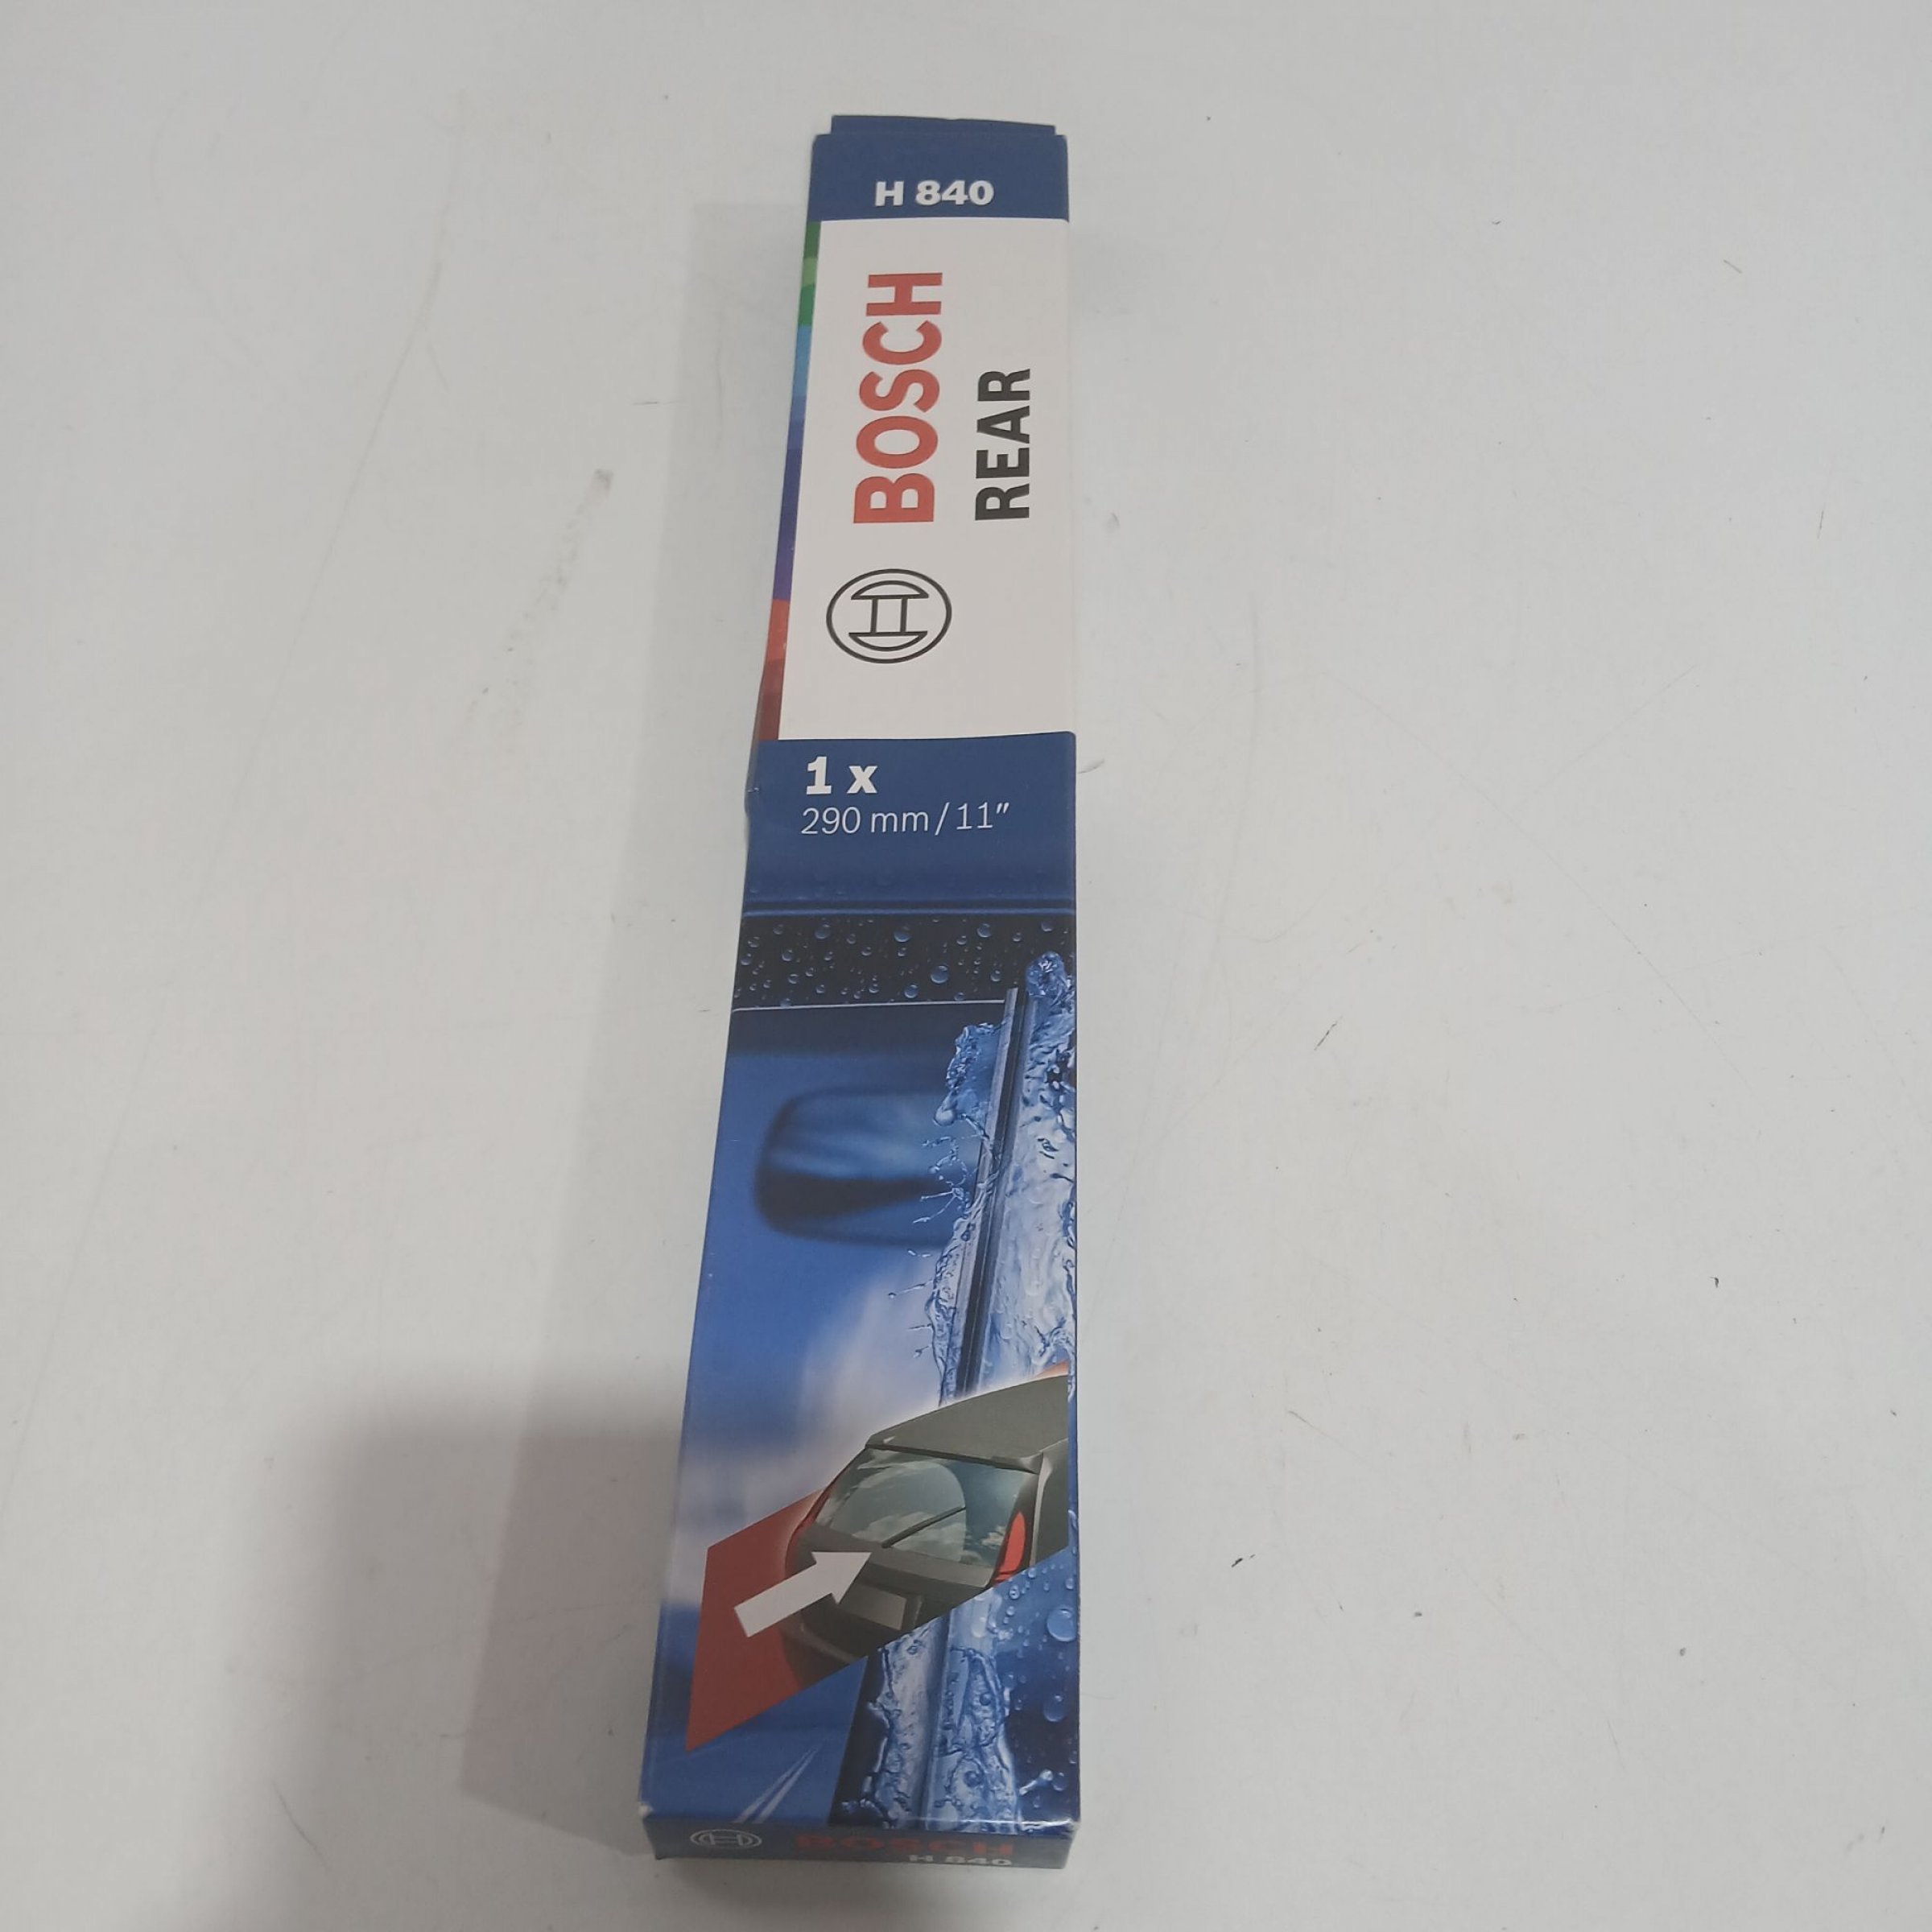 H 840
BOSCH
REAR
1 x
290 mm / 11"
BOSCH
H 840